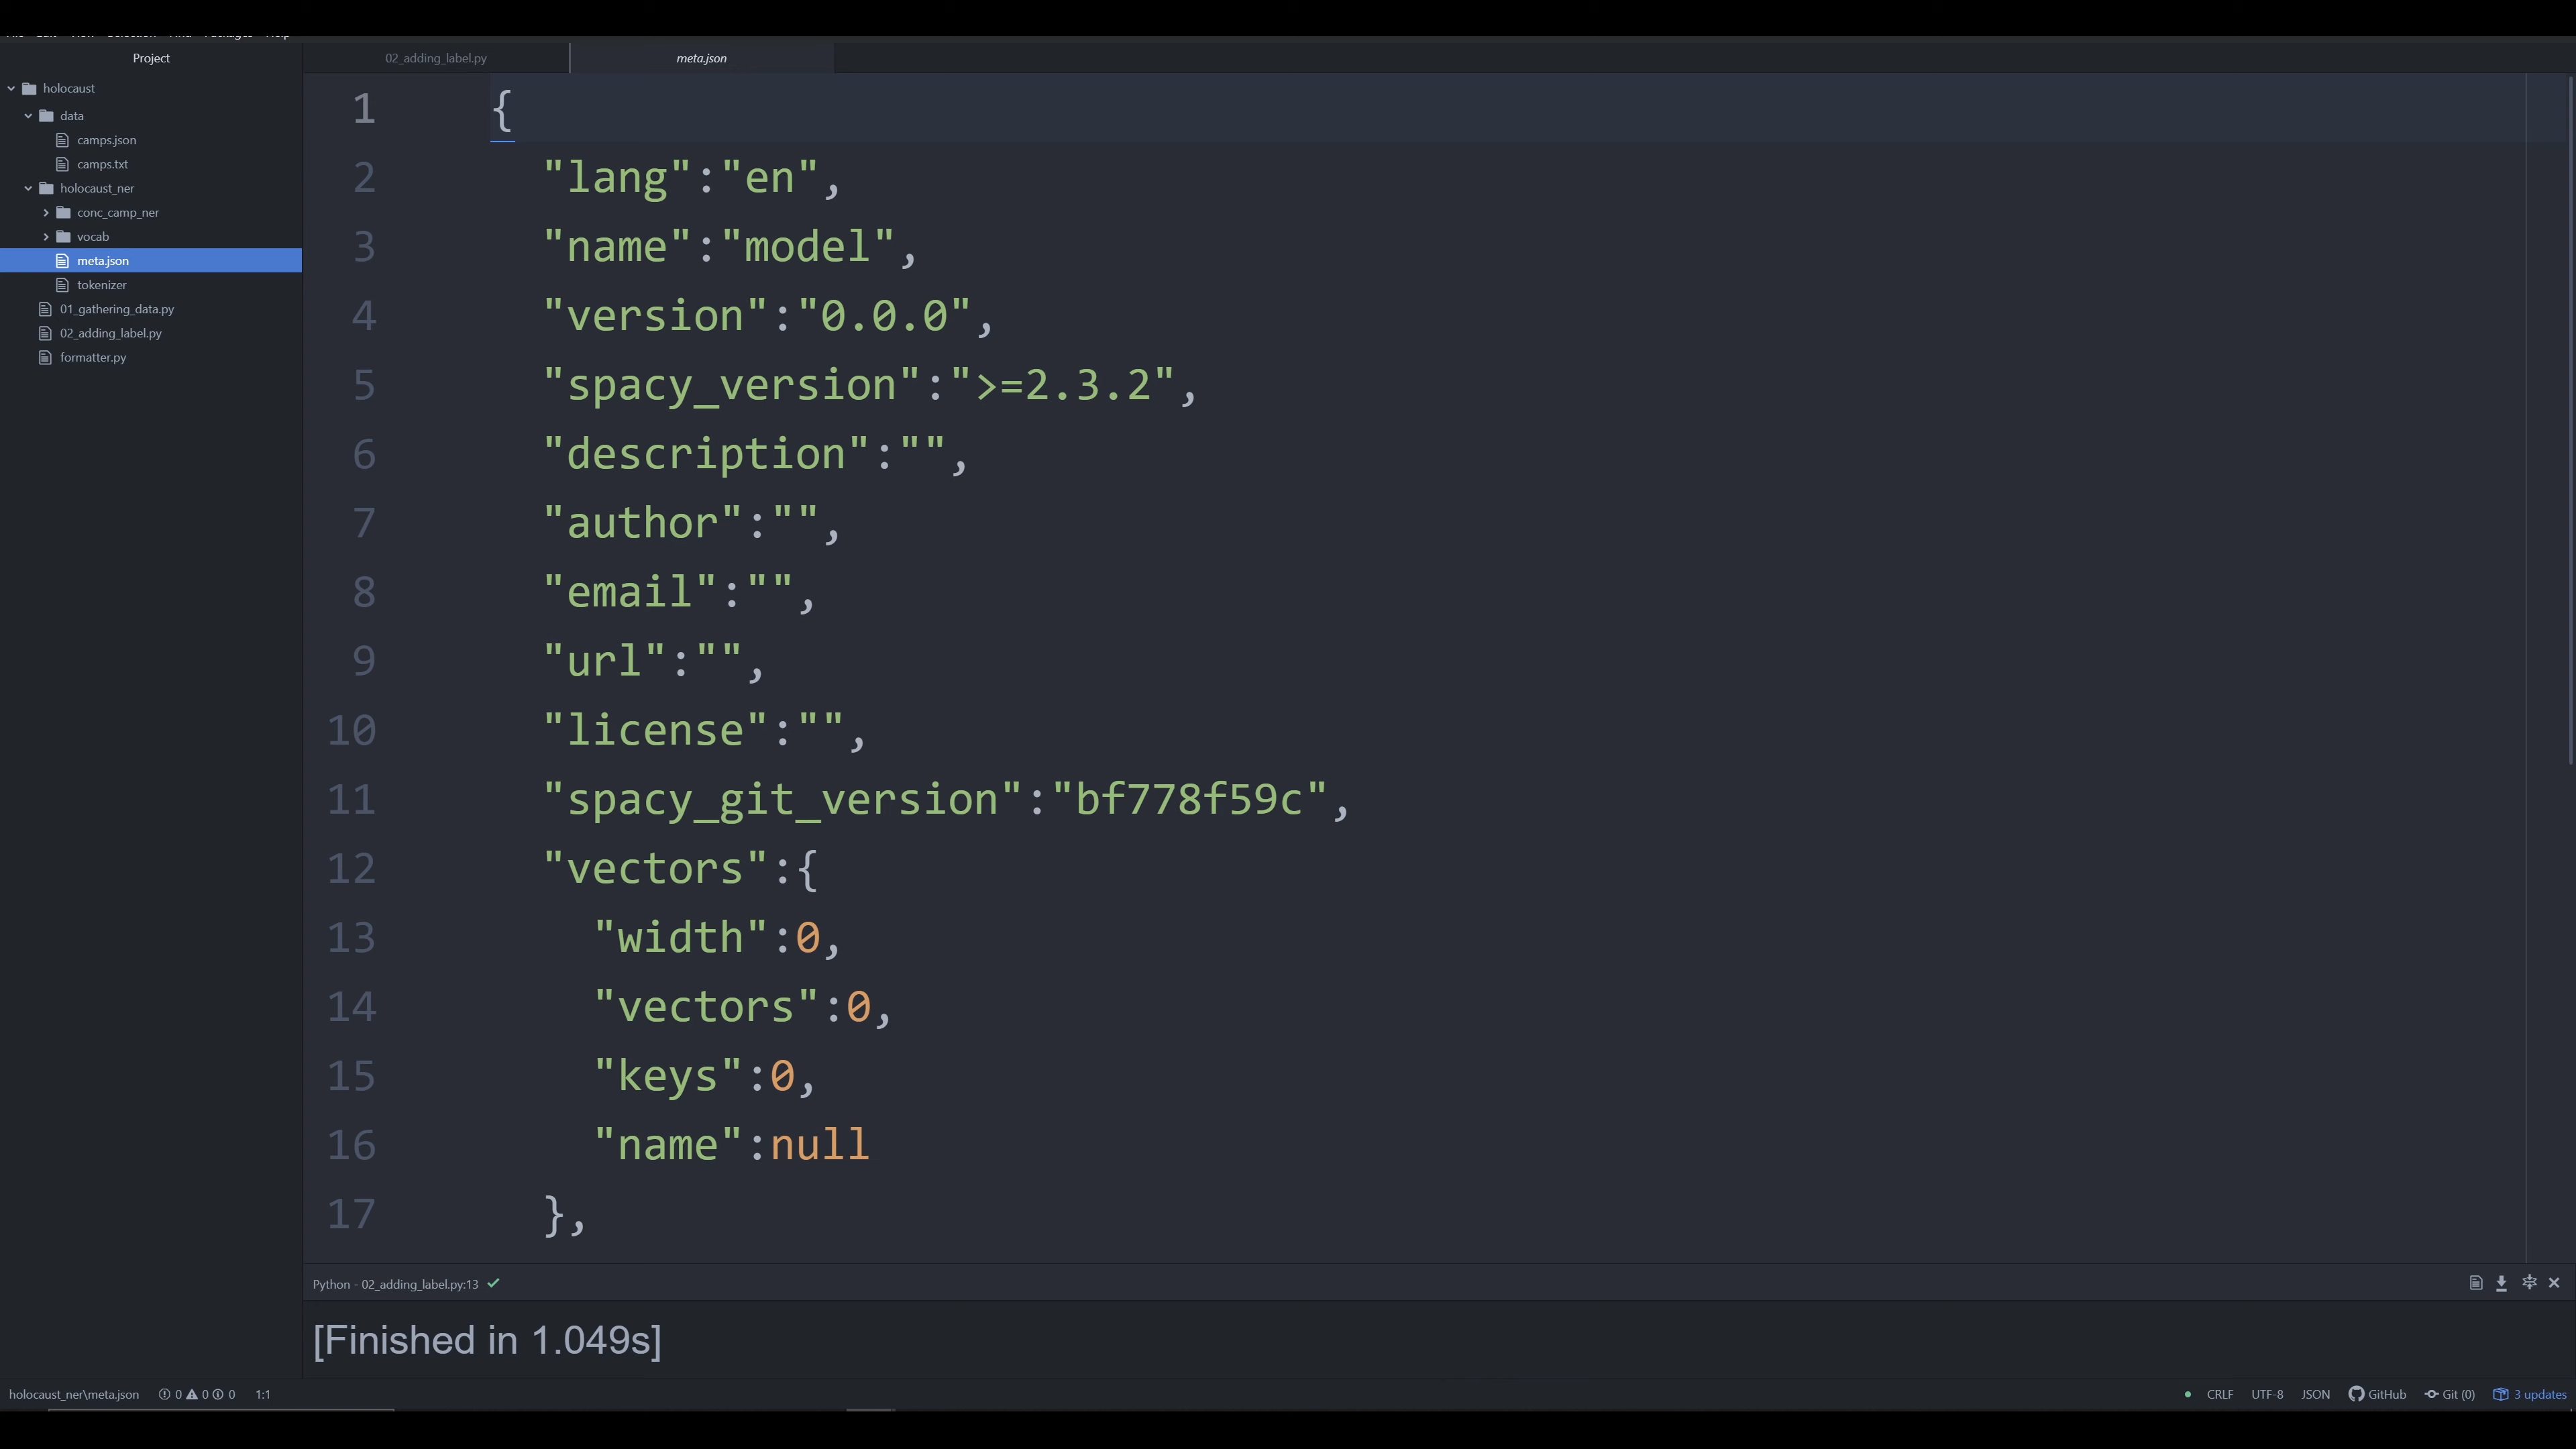 Project
holocaust
data
camps.json
camps.txt
holocaust_ner
conc_camp_ner
vocab
meta.json
tokenizer
01_gathering_data.py
02_adding_label.py
formatter.py
02_adding_label.py
meta.json
1 {
2 "lang":"en",
3 "name":"model",
4 "version":"0.0.0",
5 "spacy_version":">=2.3.2",
6 "description":"",
7 "author":"",
8 "email":"",
9 "url":"",
10 "license":"",
11 "spacy_git_version":"bf778f59c",
12 "vectors":{
13 "width":0,
14 "vectors":0,
15 "keys":0,
16 "name":null
17 },
Python - 02_adding_label.py:13
[Finished in 1.049s]
holocaust_ner\meta.json 0 0 0 1:1 CRLF UTF-8 JSON GitHub Git (0) 3 updates